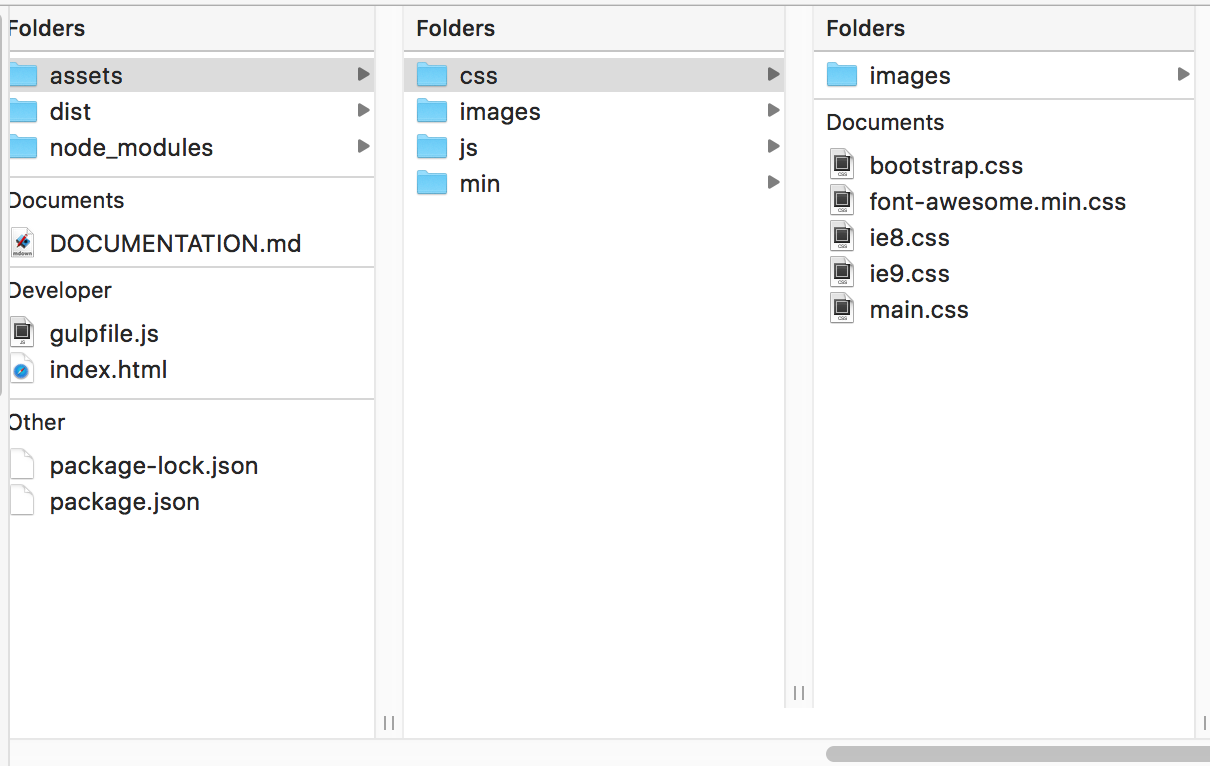 Folders
assets
dist
node_modules
Documents
DOCUMENTATION.md
Developer
gulpfile.js
index.html
Other
package-lock.json
package.json
Folders
css
images
js
min
Folders
images
Documents
bootstrap.css
font-awesome.min.css
ie8.css
ie9.css
main.css